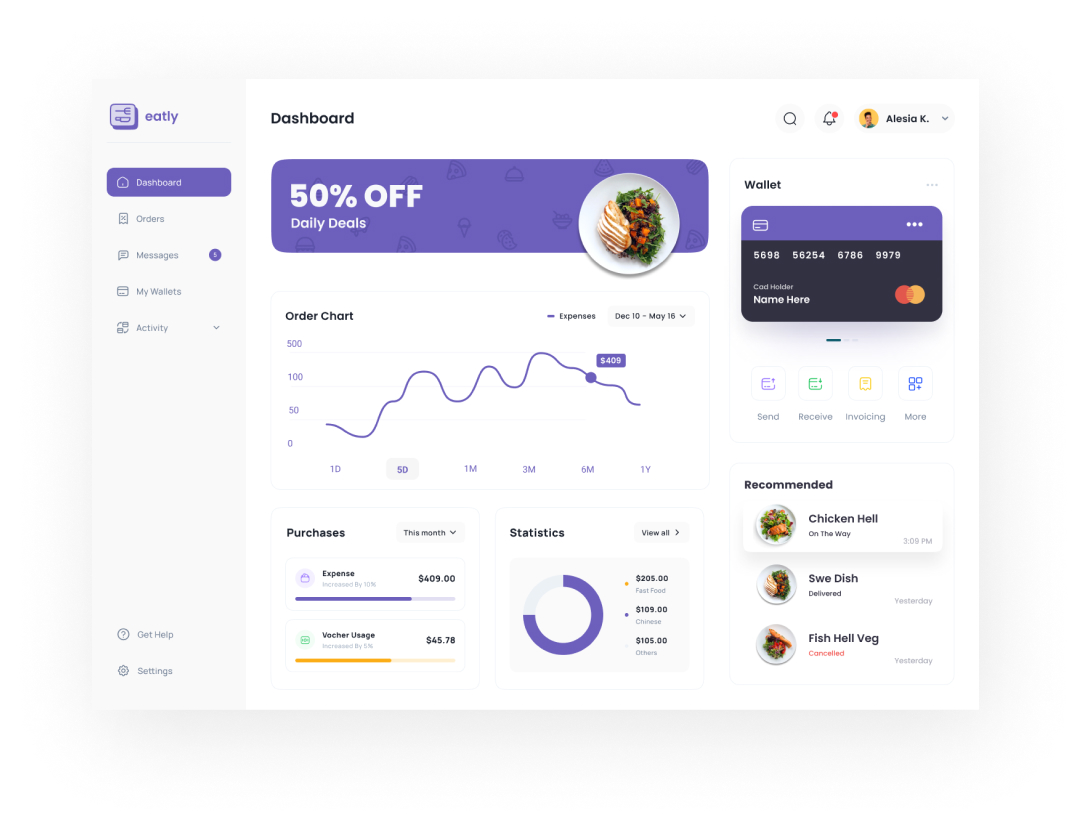 eatly
Dashboard
Orders
Messages 5
My Wallets
Activity
Get Help
Settings
Dashboard
Alesia K.
50% OFF
Daily Deals
Order Chart
Expenses
Dec 10 - May 16
500
100
50
0
$409
1D 5D 1M 3M 6M 1Y
Purchases
This month
Expense
Increased By 10%
$409.00
Vocher Usage
Increased By 5%
$45.78
Statistics
View all
$205.00
Fast Food
$109.00
Chinese
$105.00
Others
Wallet
5698 56254 6786 9979
Cad Holder
Name Here
Send Receive Invoicing More
Recommended
Chicken Hell
On The Way
3:09 PM
Swe Dish
Delivered
Yesterday
Fish Hell Veg
Cancelled
Yesterday